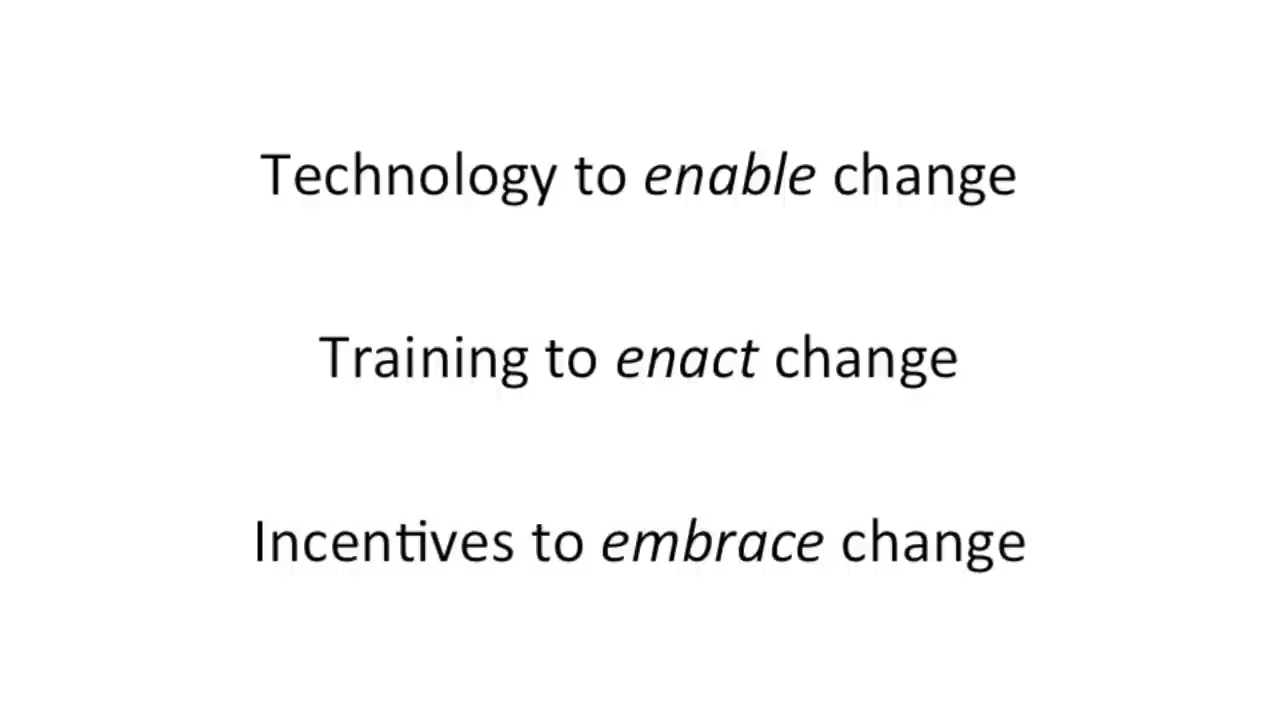 Technology to enable change
Training to enact change
Incentives to embrace change